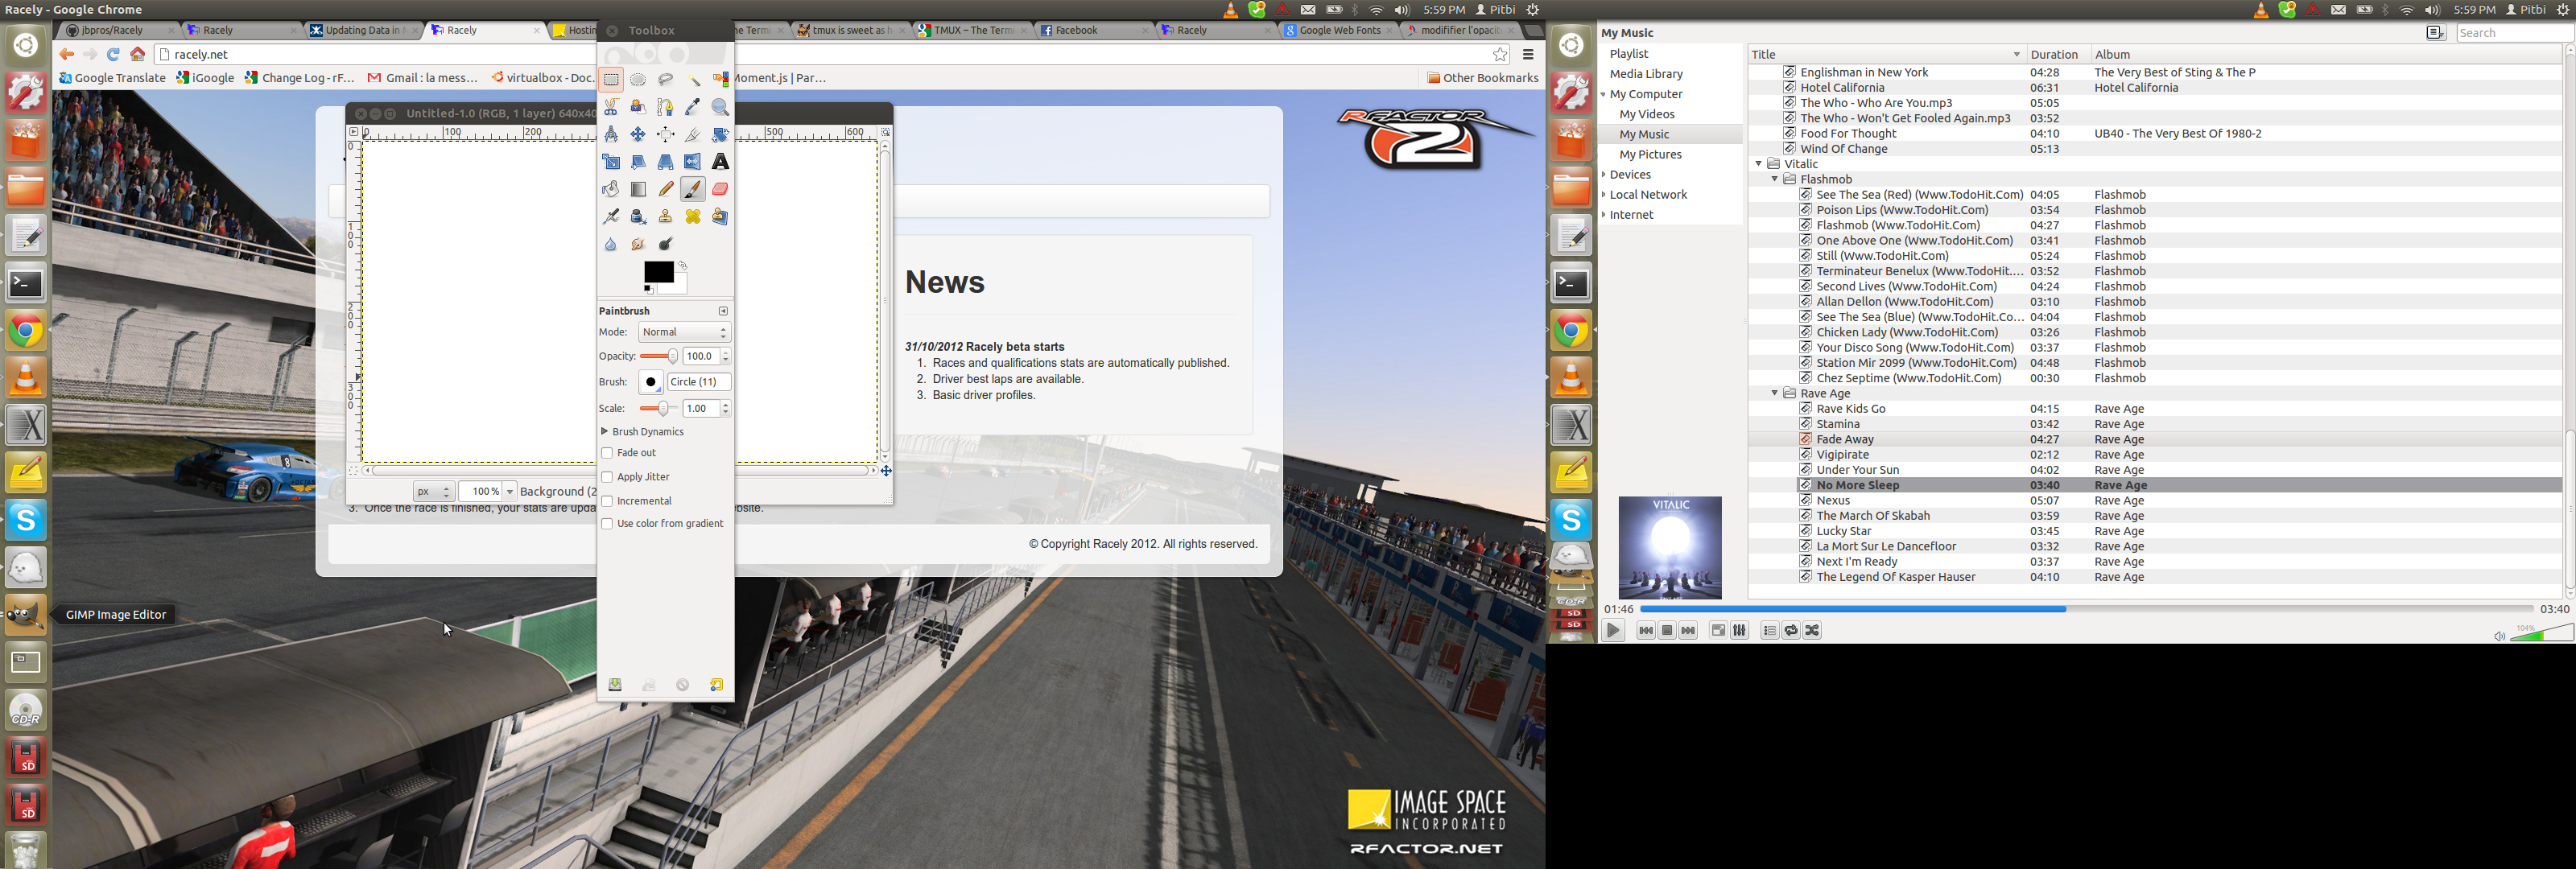 Racely - Google Chrome
5:59 PM Pitbi
jbpros/Racely
Racely
Updating Data in
Racely
Hostin
Toolbox
he Termi
tmux is sweet as h
TMUX – The Termi
Facebook
Racely
Google Web Fonts
modififier l'opaci
racely.net
Google Translate
iGoogle
Change Log - rF...
Gmail : la mess...
virtualbox - Doc.
Moment.js | Par...
Other Bookmarks
RFACTOR
2
Untitled-1.0 (RGB, 1 layer) 640x40
0 100 200 500 600
0
100
200
300
px
100 %
Background (2
Paintbrush
Mode: Normal
Opacity: 100.0
Brush: Circle (11)
Scale: 1.00
Brush Dynamics
Fade out
Apply Jitter
Incremental
Use color from gradient
News
31/10/2012 Racely beta starts
1. Races and qualifications stats are automatically published.
2. Driver best laps are available.
3. Basic driver profiles.
3. Once the race is finished, your stats are upda
bsite.
© Copyright Racely 2012. All rights reserved.
GIMP Image Editor
CD-R
SD
SD
IMAGE SPACE
INCORPORATED
RFACTOR.NET
5:59 PM Pitbi
My Music
Search
Playlist
Media Library
My Computer
My Videos
My Music
My Pictures
Devices
Local Network
Internet
Title Duration Album
Englishman in New York 04:28 The Very Best of Sting & The P
Hotel California 06:31 Hotel California
The Who - Who Are You.mp3 05:05
The Who - Won't Get Fooled Again.mp3 03:52
Food For Thought 04:10 UB40 - The Very Best Of 1980-2
Wind Of Change 05:13
Vitalic
Flashmob
See The Sea (Red) (Www.TodoHit.Com) 04:05 Flashmob
Poison Lips (Www.TodoHit.Com) 03:54 Flashmob
Flashmob (Www.TodoHit.Com) 04:27 Flashmob
One Above One (Www.TodoHit.Com) 03:41 Flashmob
Still (Www.TodoHit.Com) 05:24 Flashmob
Terminateur Benelux (Www.TodoHit.... 03:52 Flashmob
Second Lives (Www.TodoHit.Com) 04:24 Flashmob
Allan Dellon (Www.TodoHit.Com) 03:10 Flashmob
See The Sea (Blue) (Www.TodoHit.Co... 04:04 Flashmob
Chicken Lady (Www.TodoHit.Com) 03:26 Flashmob
Your Disco Song (Www.TodoHit.Com) 03:37 Flashmob
Station Mir 2099 (Www.TodoHit.Com) 04:48 Flashmob
Chez Septime (Www.TodoHit.Com) 00:30 Flashmob
Rave Age
Rave Kids Go 04:15 Rave Age
Stamina 03:42 Rave Age
Fade Away 04:27 Rave Age
Vigipirate 02:12 Rave Age
Under Your Sun 04:02 Rave Age
No More Sleep 03:40 Rave Age
Nexus 05:07 Rave Age
The March Of Skabah 03:59 Rave Age
Lucky Star 03:45 Rave Age
La Mort Sur Le Dancefloor 03:32 Rave Age
Next I'm Ready 03:37 Rave Age
The Legend Of Kasper Hauser 04:10 Rave Age
VITALIC
01:46 03:40
104%
CD-R
SD
SD